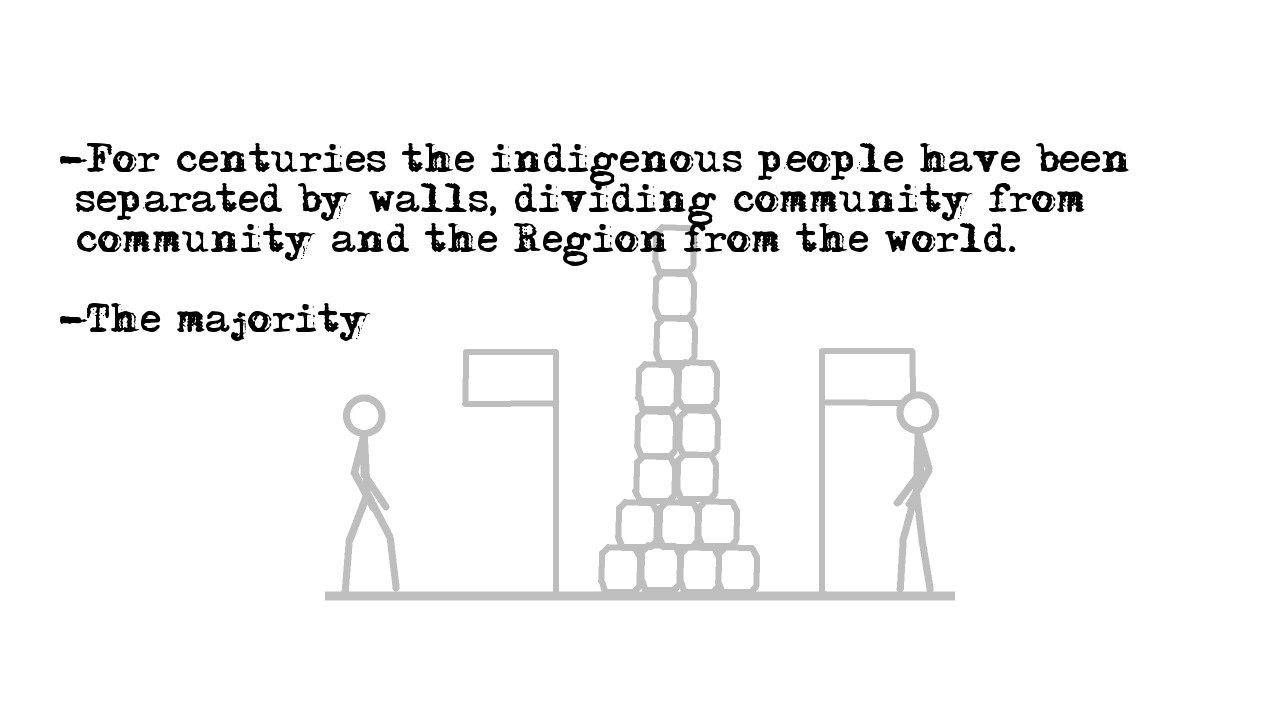 -For centuries the indigenous people have been
separated by walls, dividing community from
community and the Region from the world.
-The majority